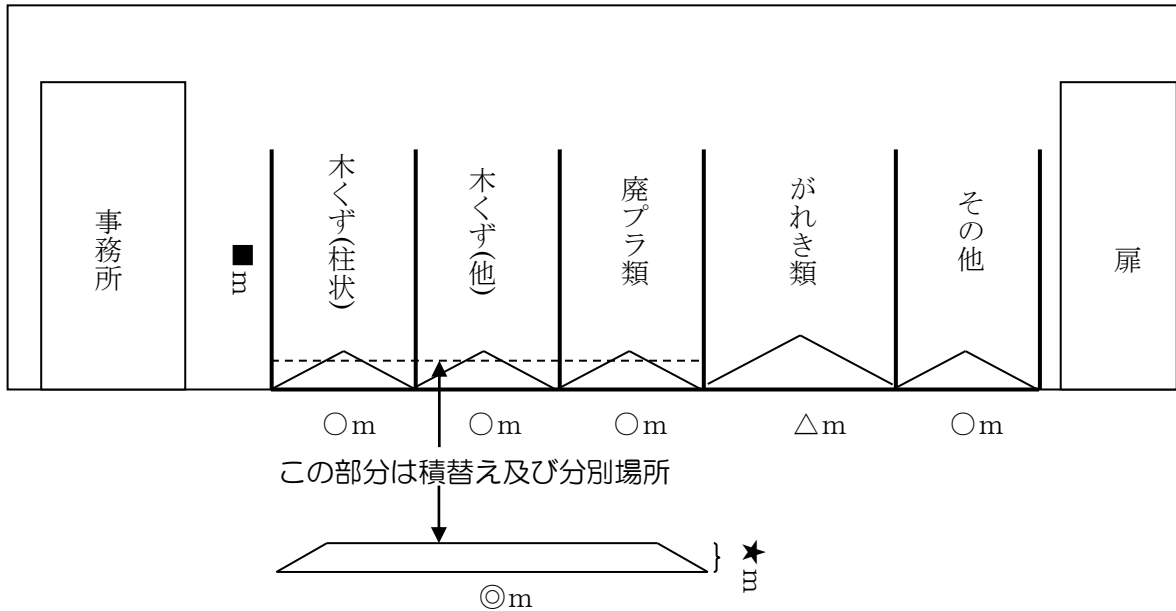 事務所
■m
木くず(柱状)
木くず(他)
廃プラ類
がれき類
その他
扉
○m
○m
○m
△m
○m
この部分は積替え及び分別場所
★m
◎m